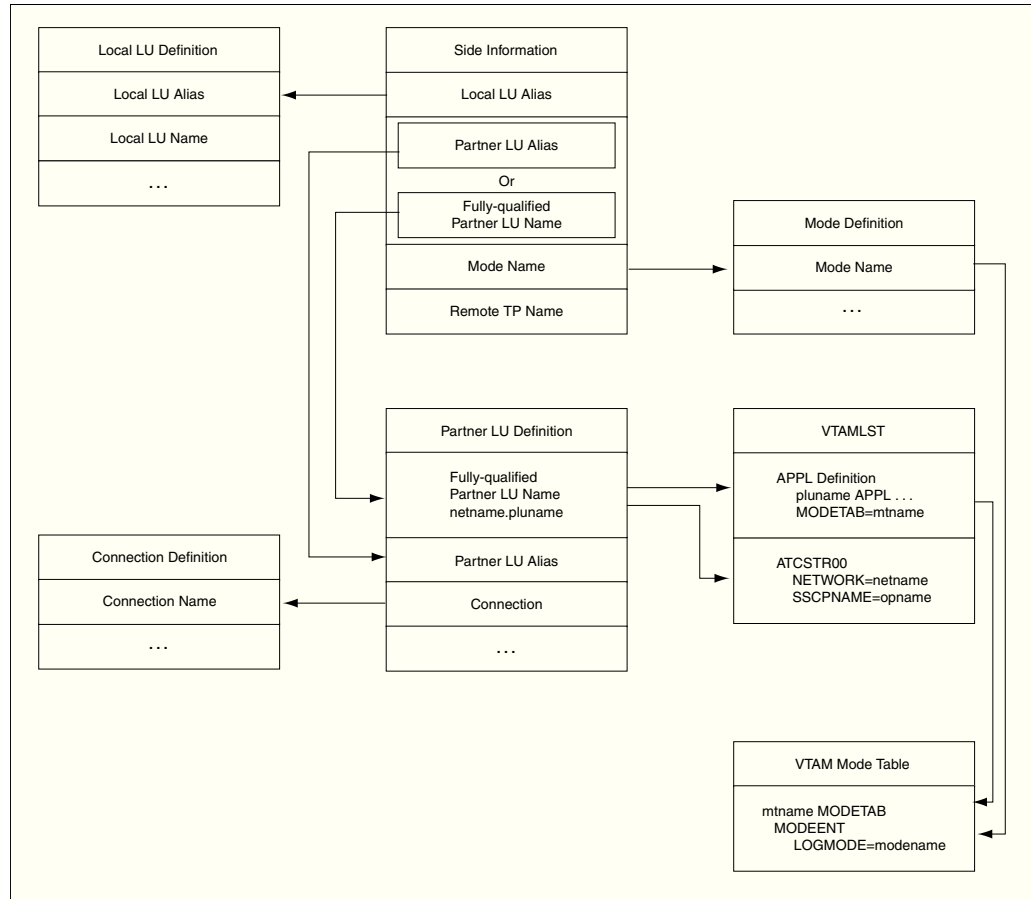 Local LU Definition
Local LU Alias
Local LU Name
...
Side Information
Local LU Alias
Partner LU Alias
Or
Fully-qualified
Partner LU Name
Mode Name
Remote TP Name
Mode Definition
Mode Name
...
Partner LU Definition
Fully-qualified
Partner LU Name
netname.pluname
Partner LU Alias
Connection
...
VTAMLST
APPL Definition
pluname APPL . . .
MODETAB=mtname
ATCSTR00
NETWORK=netname
SSCPNAME=opname
Connection Definition
Connection Name
...
VTAM Mode Table
mtname MODETAB
MODEENT
LOGMODE=modename